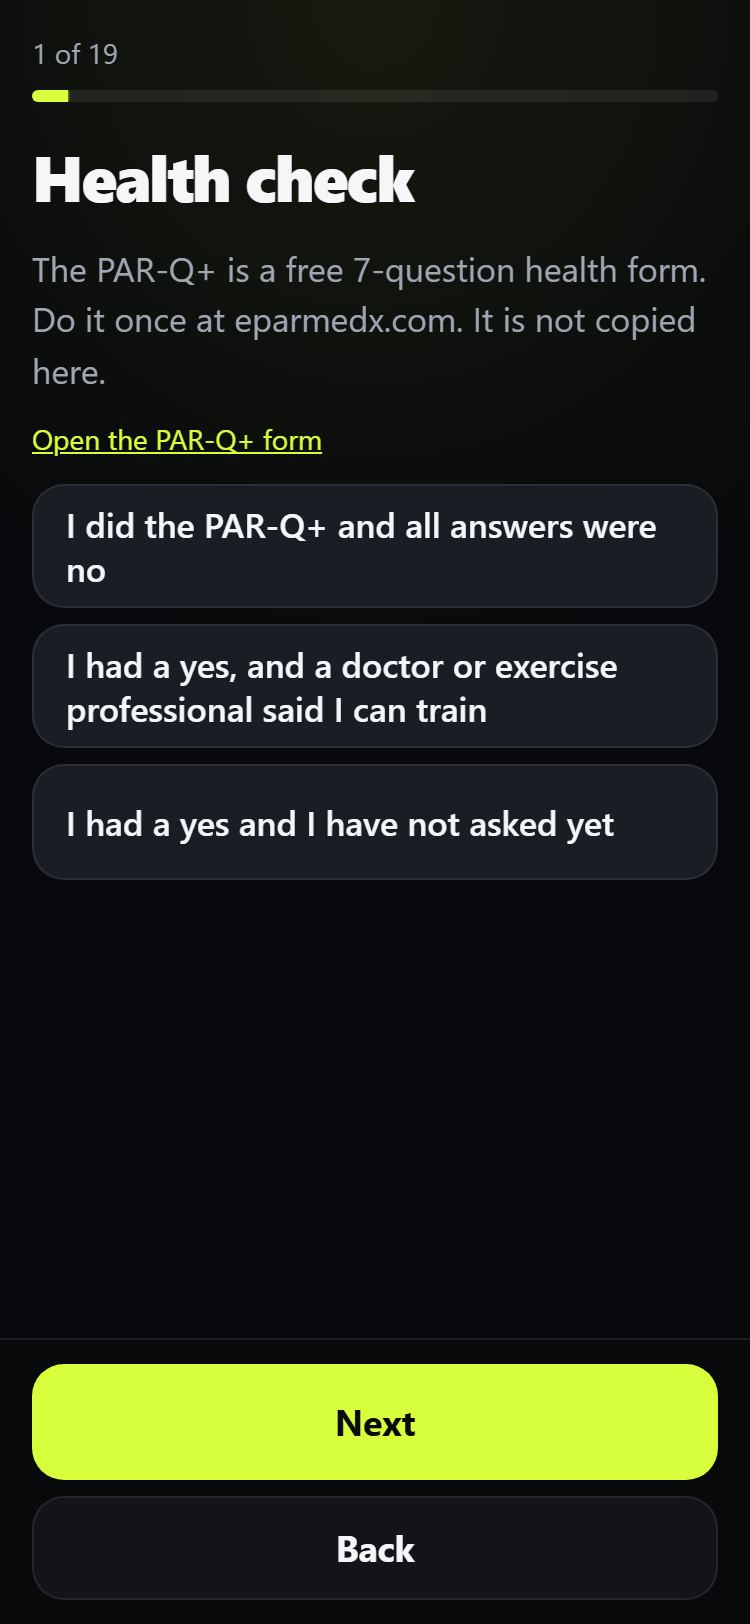 1 of 19
Health check
The PAR-Q+ is a free 7-question health form.
Do it once at eparmedx.com. It is not copied
here.
Open the PAR-Q+ form
I did the PAR-Q+ and all answers were
no
I had a yes, and a doctor or exercise
professional said I can train
I had a yes and I have not asked yet
Next
Back